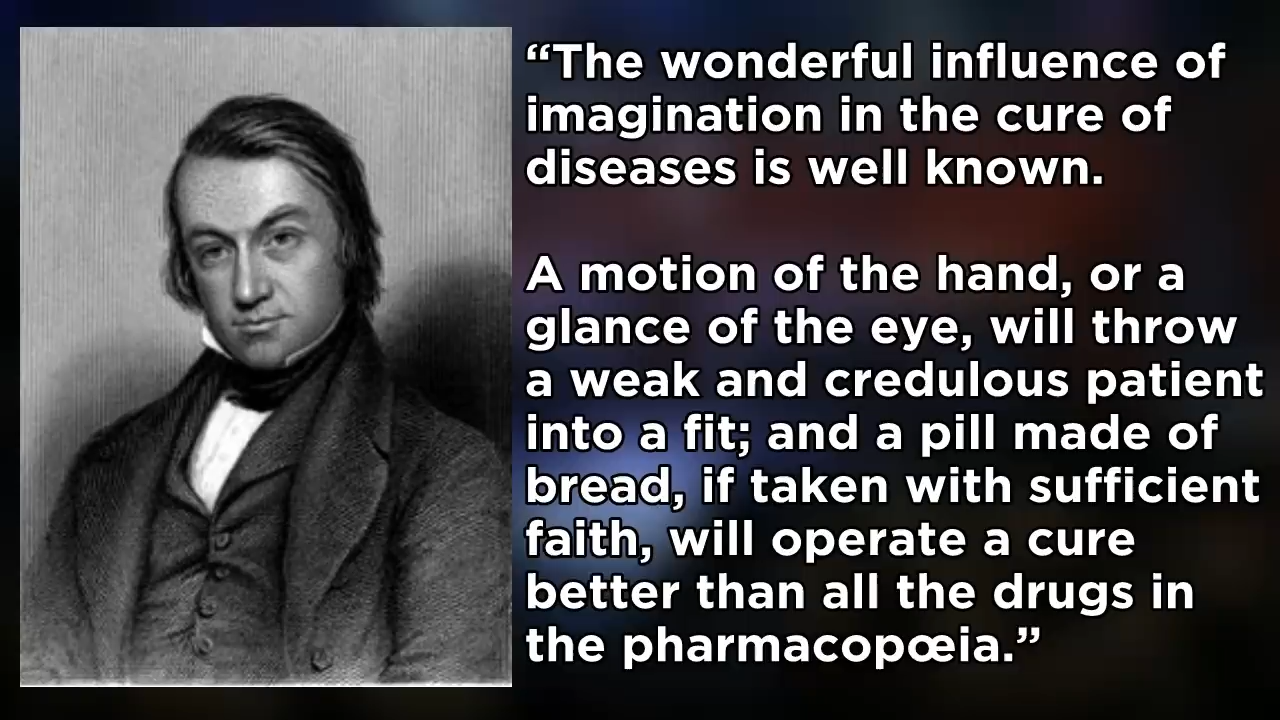 “The wonderful influence of
imagination in the cure of
diseases is well known.
A motion of the hand, or a
glance of the eye, will throw
a weak and credulous patient
into a fit; and a pill made of
bread, if taken with sufficient
faith, will operate a cure
better than all the drugs in
the pharmacopœia.”